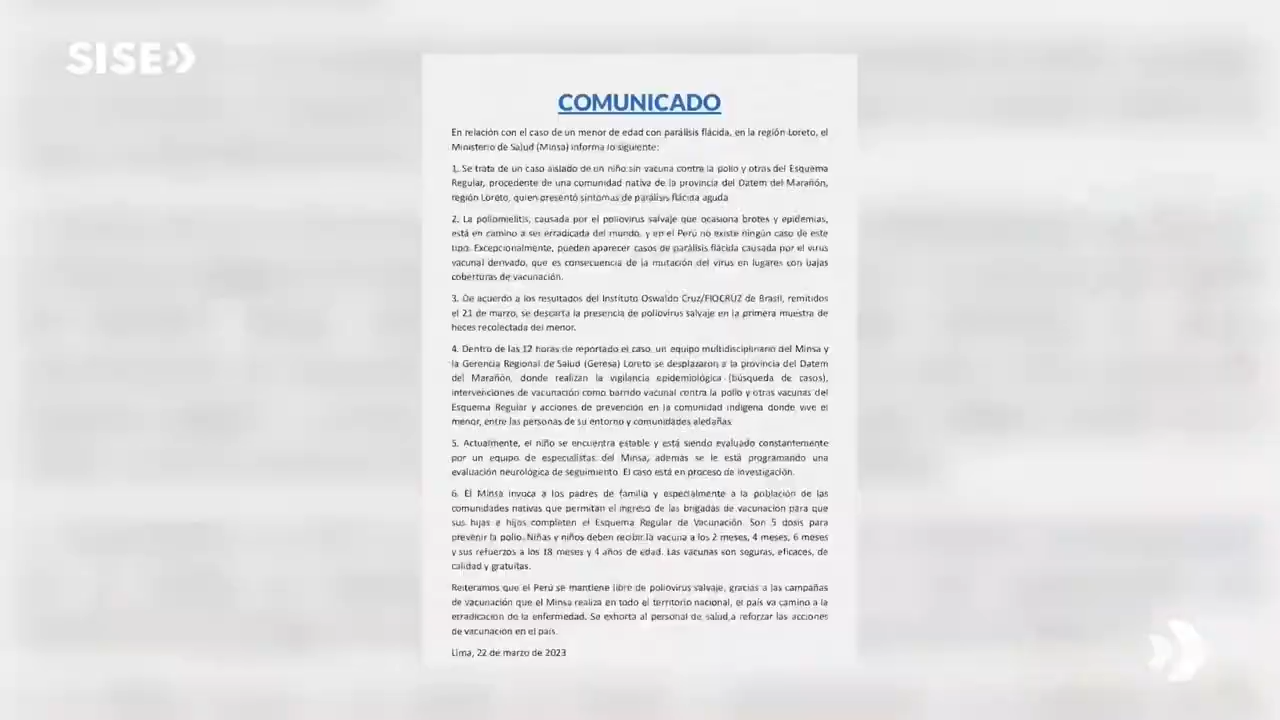 SISE
COMUNICADO
En relación con el caso de un menor de edad con parálisis flácida, en la región Loreto, el
Ministerio de Salud (Minsa) informa lo siguiente:
1. Se trata de un caso aislado de un niño sin vacuna contra la polio y otras del Esquema
Regular, procedente de una comunidad nativa de la provincia del Datem del Marañón,
región Loreto, quien presentó síntomas de parálisis flácida aguda.
2. La poliomielitis, causada por el poliovirus salvaje que ocasiona brotes y epidemias,
está en camino a ser erradicada del mundo, y en el Perú no existe ningún caso de este
tipo. Excepcionalmente, pueden aparecer casos de parálisis flácida causada por el virus
vacunal derivado, que es consecuencia de la mutación del virus en lugares con bajas
coberturas de vacunación.
3. De acuerdo a los resultados del Instituto Oswaldo Cruz/FIOCRUZ de Brasil, remitidos
el 21 de marzo, se descarta la presencia de poliovirus salvaje en la primera muestra de
heces recolectada del menor.
4. Dentro de las 12 horas de reportado el caso, un equipo multidisciplinario del Minsa y
la Gerencia Regional de Salud (Geresa) Loreto se desplazaron a la provincia del Datem
del Marañón, donde realizan la vigilancia epidemiológica (búsqueda de casos),
intervenciones de vacunación como barrido vacunal contra la polio y otras vacunas del
Esquema Regular y acciones de prevención en la comunidad indígena donde vive el
menor, entre las personas de su entorno y comunidades aledañas.
5. Actualmente, el niño se encuentra estable y está siendo evaluado constantemente
por un equipo de especialistas del Minsa, además se le está programando una
evaluación neurológica de seguimiento. El caso está en proceso de investigación.
6. El Minsa invoca a los padres de familia y especialmente a la población de las
comunidades nativas que permitan el ingreso de las brigadas de vacunación para que
sus hijas e hijos completen el Esquema Regular de Vacunación. Son 5 dosis para
prevenir la polio. Niñas y niños deben recibir la vacuna a los 2 meses, 4 meses, 6 meses
y sus refuerzos a los 18 meses y 4 años de edad. Las vacunas son seguras, eficaces, de
calidad y gratuitas.
Reiteramos que el Perú se mantiene libre de poliovirus salvaje, gracias a las campañas
de vacunación que el Minsa realiza en todo el territorio nacional, el país va camino a la
erradicación de la enfermedad. Se exhorta al personal de salud a reforzar las acciones
de vacunación en el país.
Lima, 22 de marzo de 2023